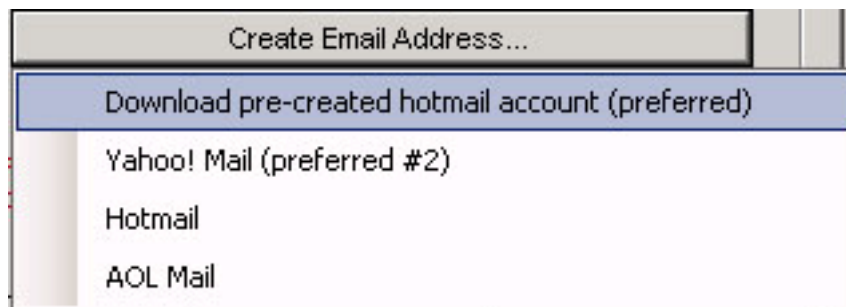 Create Email Address...
Download pre-created hotmail account (preferred)
Yahoo! Mail (preferred #2)
Hotmail
AOL Mail